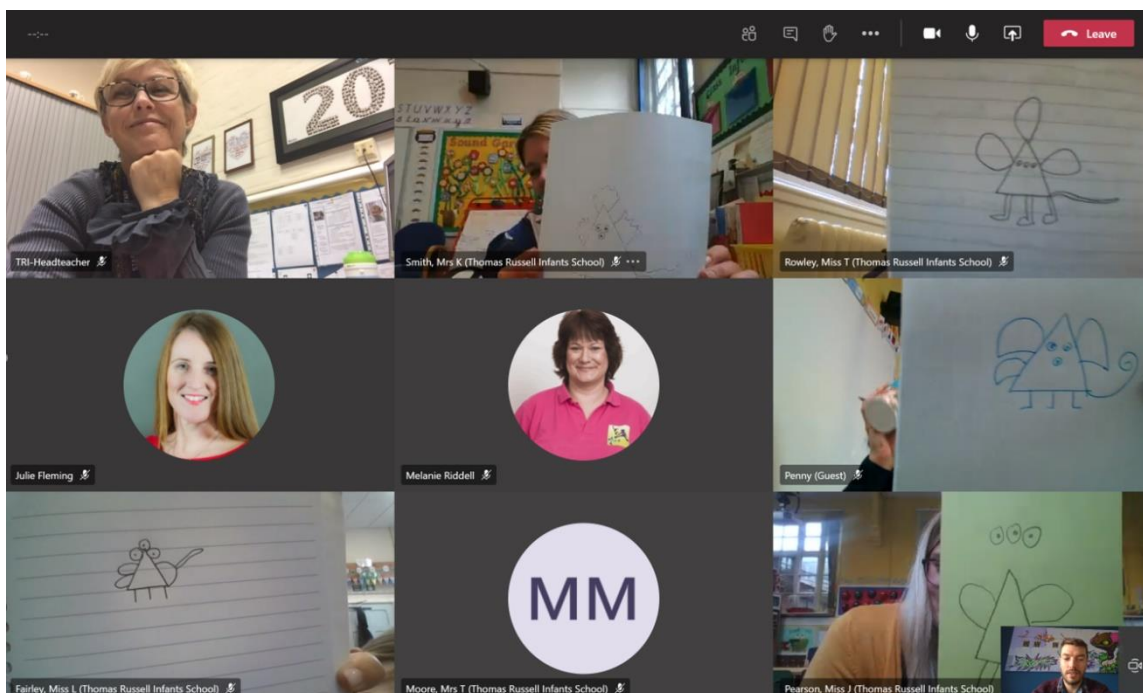 --:--
Leave
20
STUVWXYZ
Sound
TRI-Headteacher
Smith, Mrs K (Thomas Russell Infants School)
Rowley, Miss T (Thomas Russell Infants School)
Julie Fleming
Melanie Riddell
Penny (Guest)
MM
Fairley, Miss L (Thomas Russell Infants School)
Moore, Mrs T (Thomas Russell Infants School)
Pearson, Miss J (Thomas Russell Infants School)